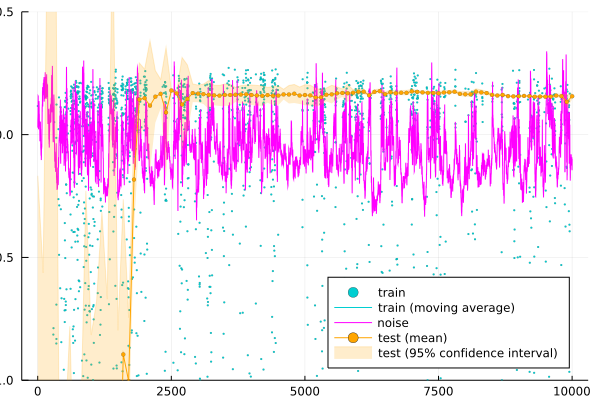 0.5
0.0
0.5
1.0
0
2500
5000
7500
10000
train
train (moving average)
noise
test (mean)
test (95% confidence interval)